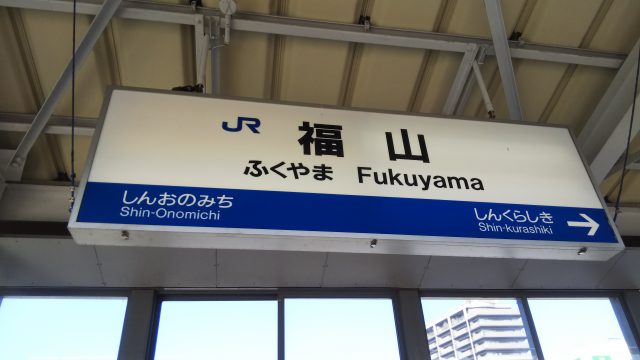 JR 福山
ふくやま Fukuyama
しんおのみち しんくらしき →
Shin-Onomichi Shin-kurashiki